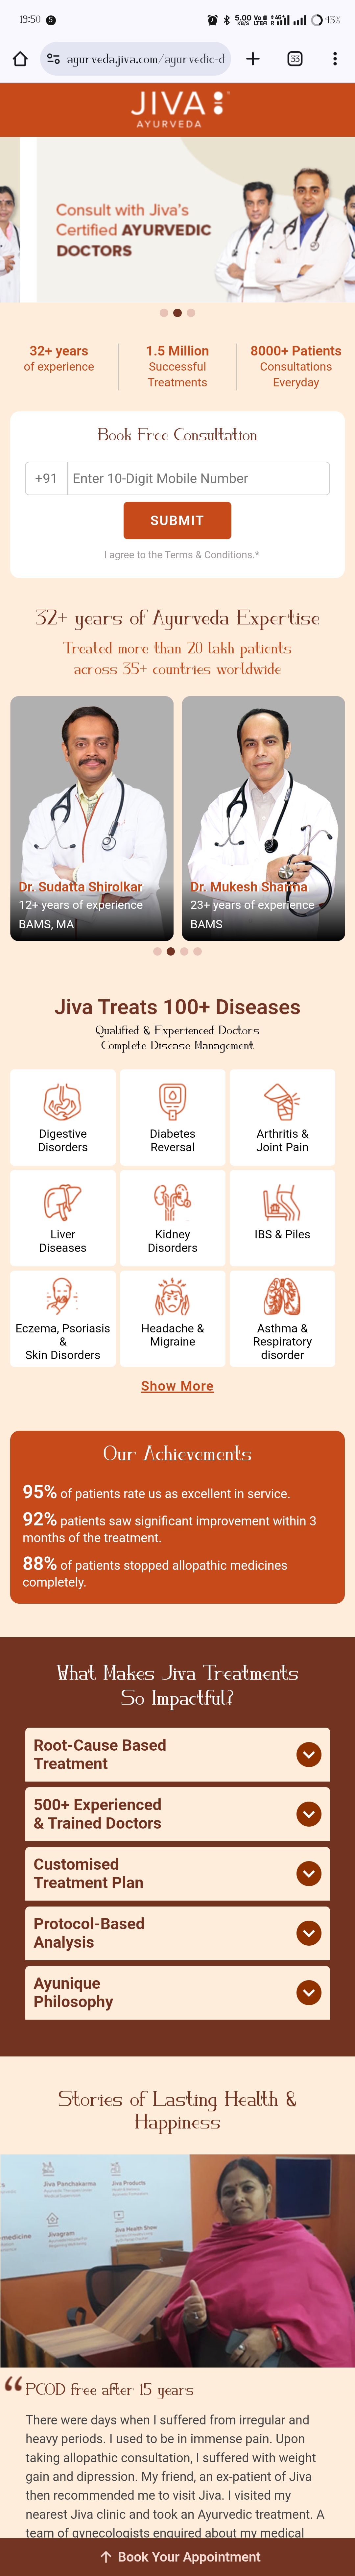 19:50 S 5.00 KB/S 43%
ayurveda.jiva.com/ayurvedic-d 33
JIVA
AYURVEDA
Consult with Jiva's
Certified AYURVEDIC
DOCTORS
32+ years
of experience
1.5 Million
Successful
Treatments
8000+ Patients
Consultations
Everyday
Book Free Consultation
+91 Enter 10-Digit Mobile Number
SUBMIT
I agree to the Terms & Conditions.*
32+ years of Ayurveda Expertise
Treated more than 20 lakh patients
across 35+ countries worldwide
Dr. Sudatta Shirolkar
12+ years of experience
BAMS, MA
Dr. Mukesh Sharma
23+ years of experience
BAMS
Jiva Treats 100+ Diseases
Qualified & Experienced Doctors
Complete Disease Management
Digestive
Disorders
Diabetes
Reversal
Arthritis &
Joint Pain
Liver
Diseases
Kidney
Disorders
IBS & Piles
Eczema, Psoriasis
&
Skin Disorders
Headache &
Migraine
Asthma &
Respiratory
disorder
Show More
Our Achievements
95% of patients rate us as excellent in service.
92% patients saw significant improvement within 3
months of the treatment.
88% of patients stopped allopathic medicines
completely.
What Makes Jiva Treatments
So Impactful?
Root-Cause Based
Treatment
500+ Experienced
& Trained Doctors
Customised
Treatment Plan
Protocol-Based
Analysis
Ayunique
Philosophy
Stories of Lasting Health &
Happiness
Jiva Panchakarma
Jiva Products
Jiva Health Show
“ PCOD free after 15 years
There were days when I suffered from irregular and
heavy periods. I used to be in immense pain. Upon
taking allopathic consultation, I suffered with weight
gain and dipression. My friend, an ex-patient of Jiva
then recommended me to visit Jiva. I visited my
nearest Jiva clinic and took an Ayurvedic treatment. A
team of gynecologists enquired about my medical
↑ Book Your Appointment